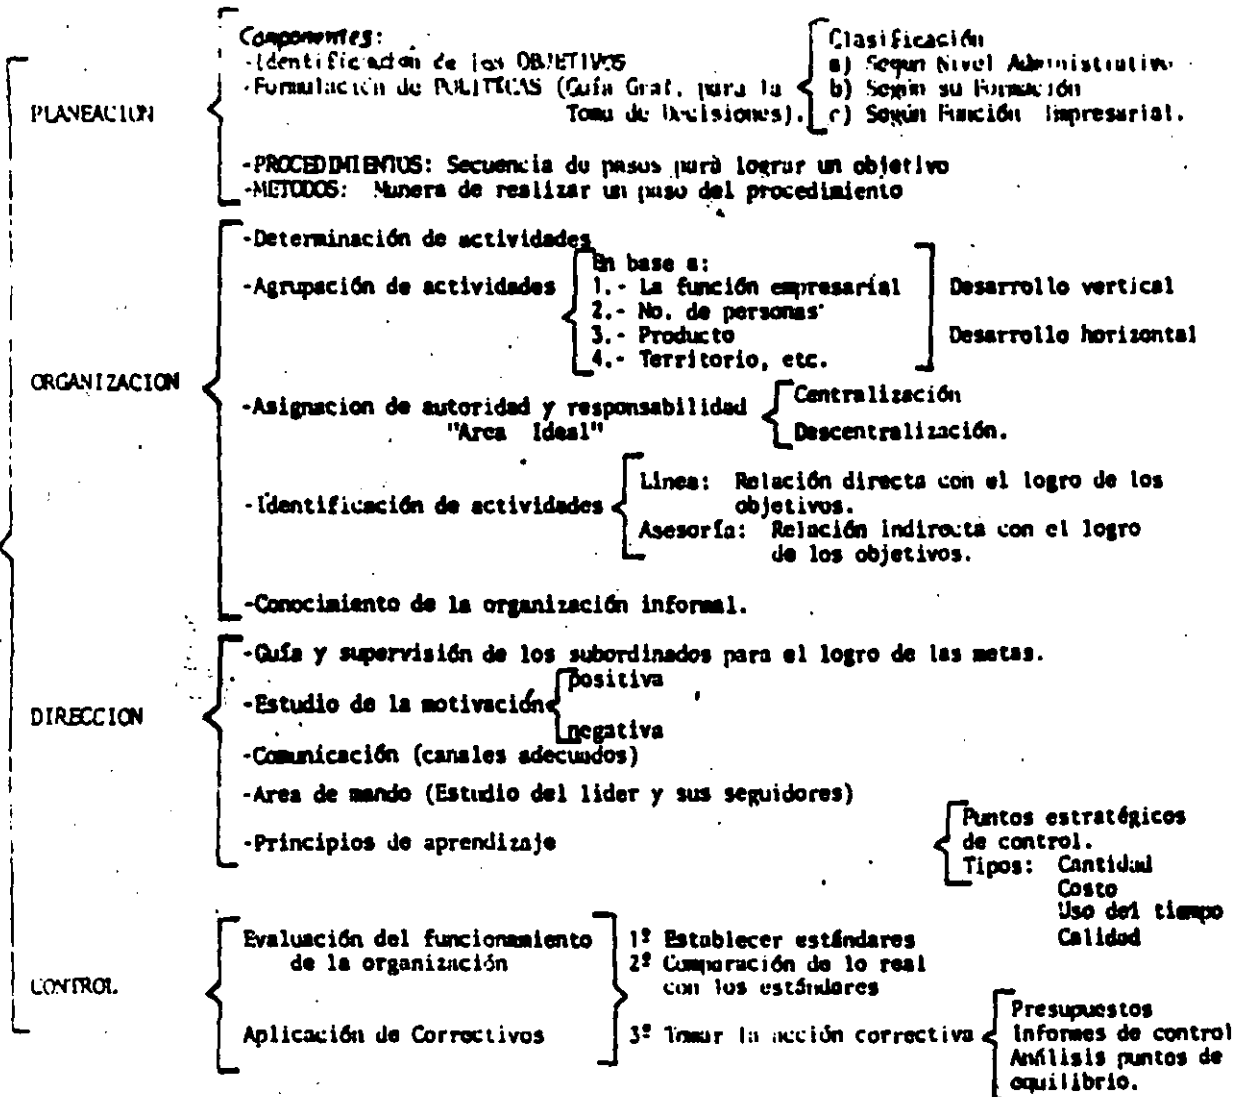 Componentes:
-Identificación de los OBJETIVOS
-Formulación de POLITICAS (Guía Gral. para la
Toma de Decisiones).
Clasificación
a) Según Nivel Administrativo
b) Según su Formación
c) Según Función Impresarial.
PLANEACION
-PROCEDIMIENTOS: Secuencia de pasos para lograr un objetivo
-METODOS: Manera de realizar un paso del procedimiento
-Determinación de actividades
-Agrupación de actividades
En base a:
1.- La función empresarial
2.- No. de personas
3.- Producto
4.- Territorio, etc.
Desarrollo vertical
Desarrollo horizontal
ORGANIZACION
-Asignacion de autoridad y responsabilidad
"Area Ideal"
Centralización
Descentralización.
-Identificación de actividades
Linea: Relación directa con el logro de los
objetivos.
Asesoría: Relación indirecta con el logro
de los objetivos.
-Conocimiento de la organización informal.
-Guía y supervisión de los subordinados para el logro de las metas.
-Estudio de la motivación
positiva
negativa
DIRECCION
-Comunicación (canales adecuados)
-Area de mando (Estudio del lider y sus seguidores)
-Principios de aprendizaje
Puntos estratégicos
de control.
Tipos: Cantidad
Costo
Uso del tiempo
Calidad
CONTROL
Evaluación del funcionamiento
de la organización
Aplicación de Correctivos
1º Establecer estándares
2º Comparación de lo real
con los estándares
3º Tomar la acción correctiva
Presupuestos
Informes de control
Análisis puntos de
equilibrio.